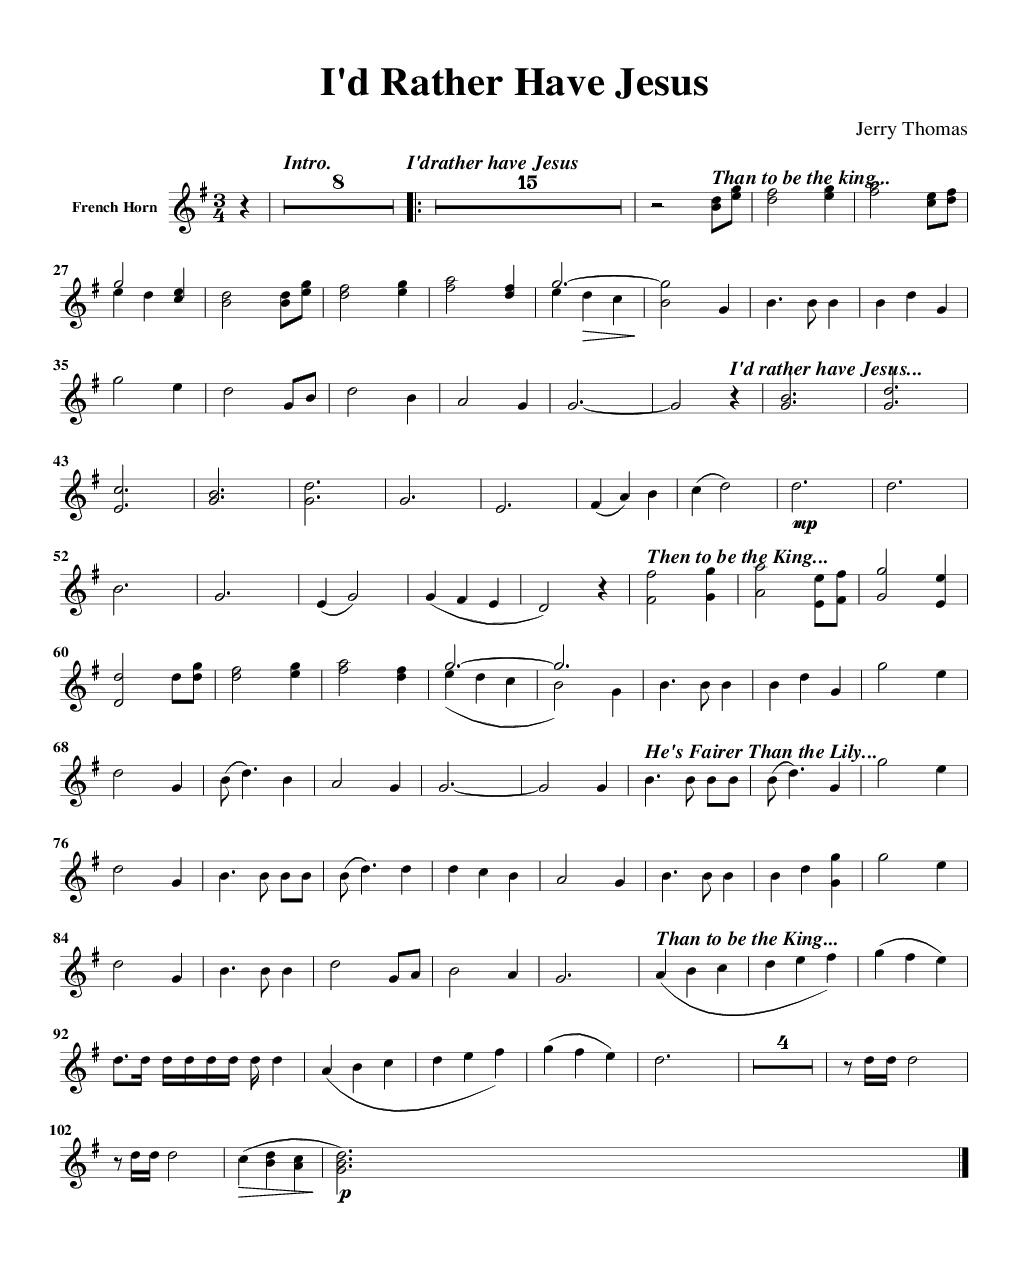 I'd Rather Have Jesus
Jerry Thomas
Intro. I'drather have Jesus
8 15
Than to be the king...
French Horn 3 4
27
35
I'd rather have Jesus...
43
mp
52
Then to be the King...
60
68
He's Fairer Than the Lily...
76
84
Than to be the King...
92
4
102
p